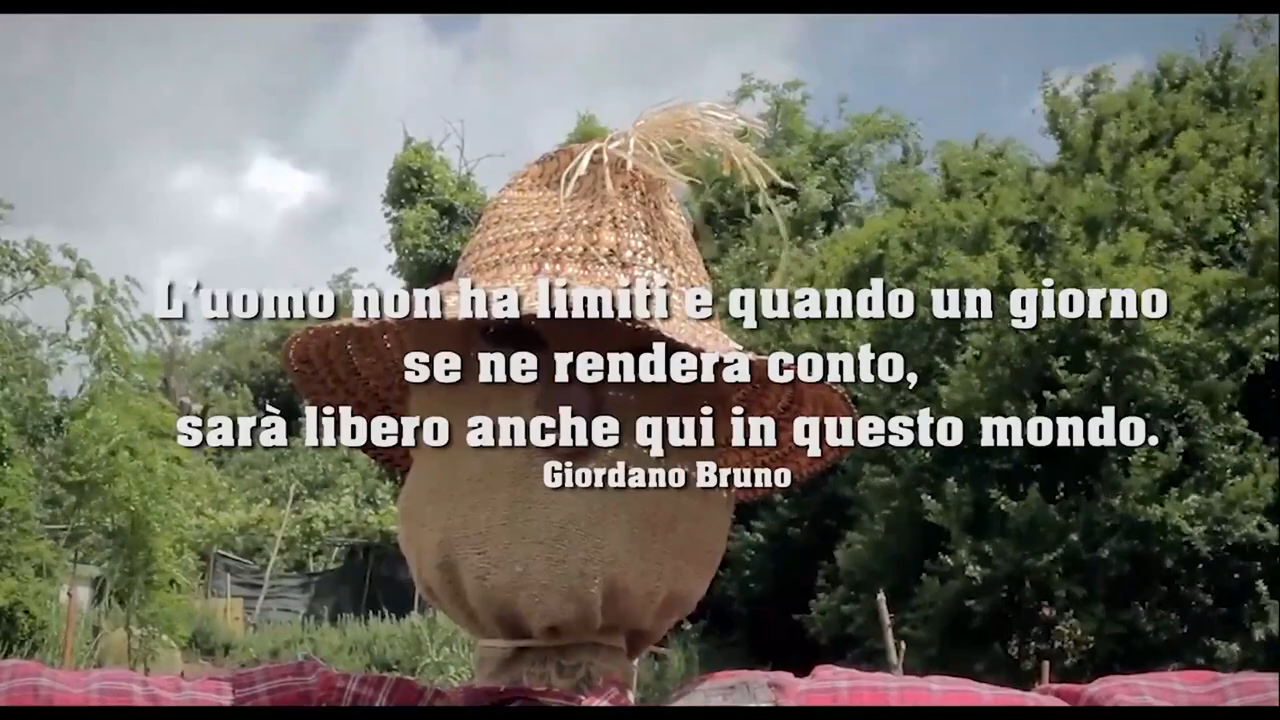 L'uomo non ha limiti e quando un giorno
se ne renderà conto,
sarà libero anche qui in questo mondo.
Giordano Bruno